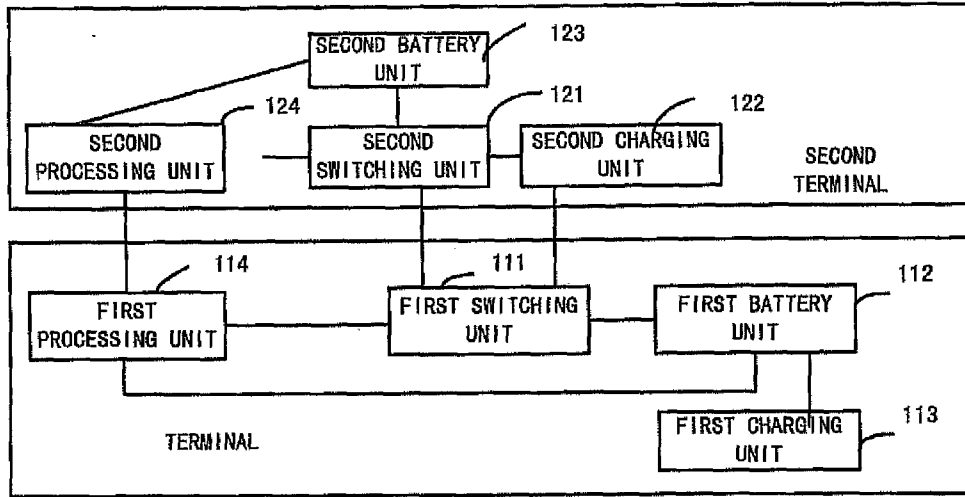 SECOND BATTERY
UNIT
123
124
121
122
SECOND
PROCESSING UNIT
SECOND
SWITCHING UNIT
SECOND CHARGING
UNIT
SECOND
TERMINAL
114
111
112
FIRST
PROCESSING UNIT
FIRST SWITCHING
UNIT
FIRST BATTERY
UNIT
FIRST CHARGING
UNIT
113
TERMINAL